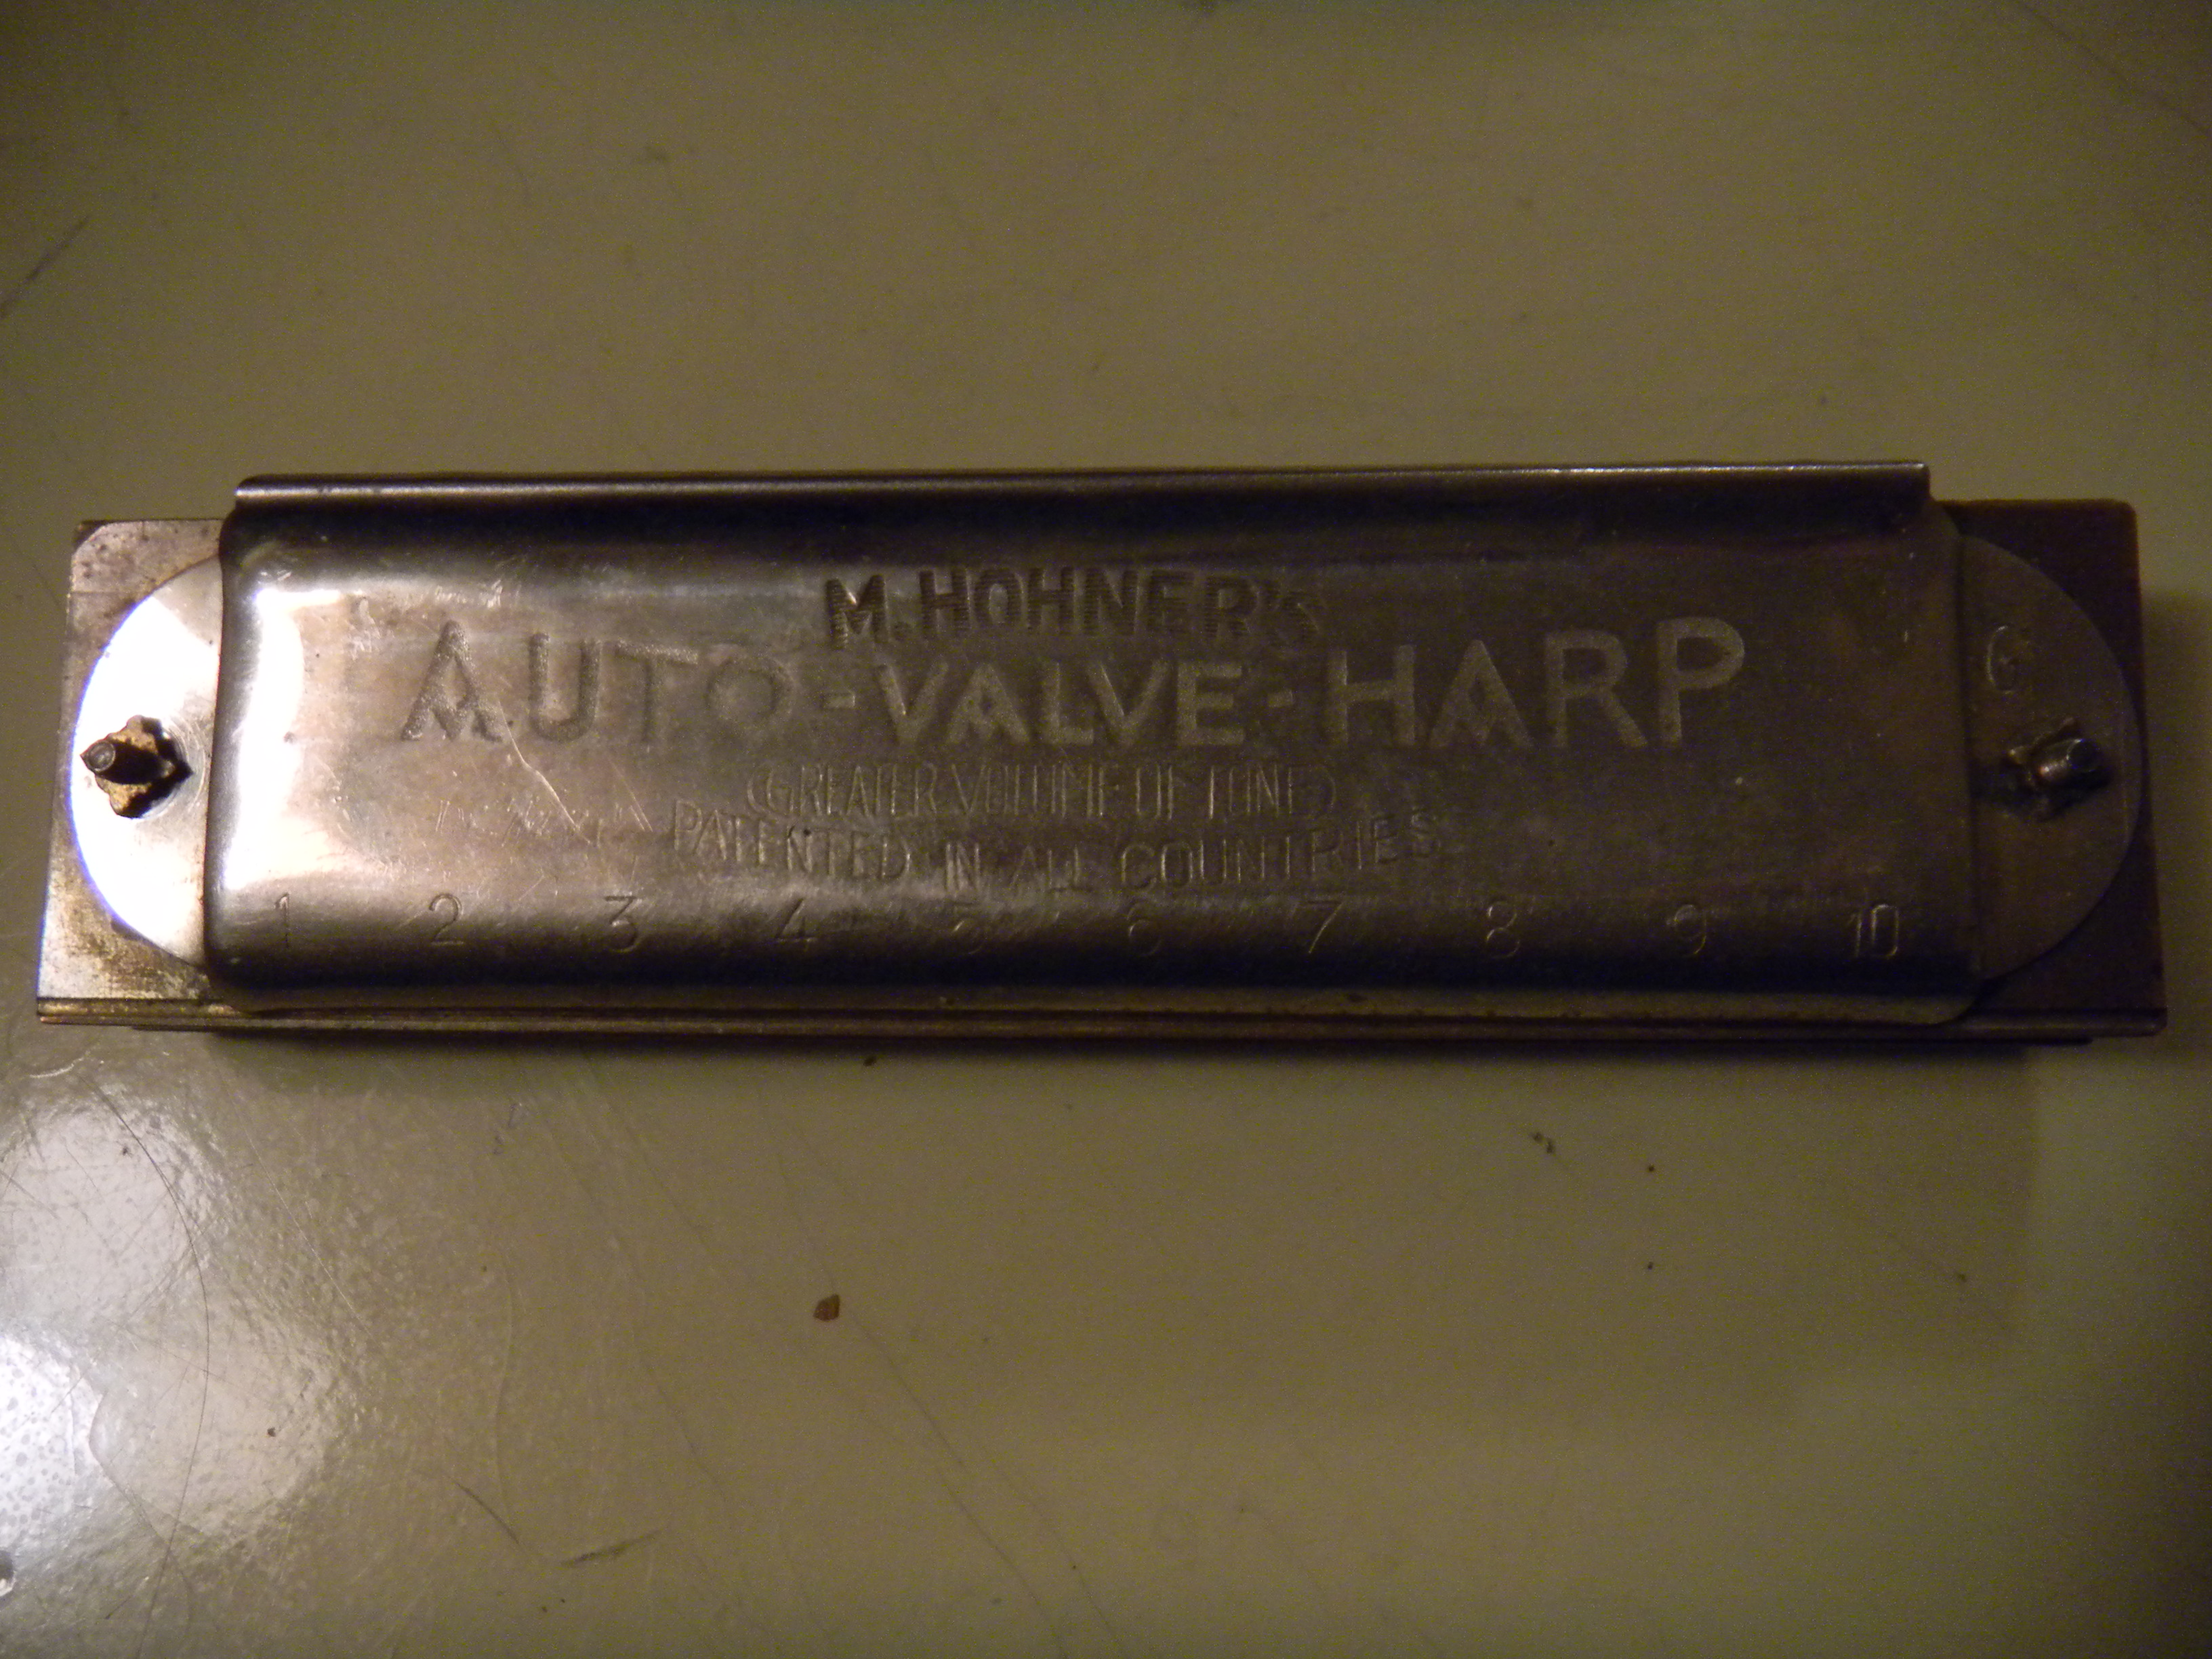 M. HOHNER'S
AUTO-VALVE-HARP
(GREATER VOLUME OF TONE)
PATENTED IN ALL COUNTRIES
1 2 3 4 5 6 7 8 9 10